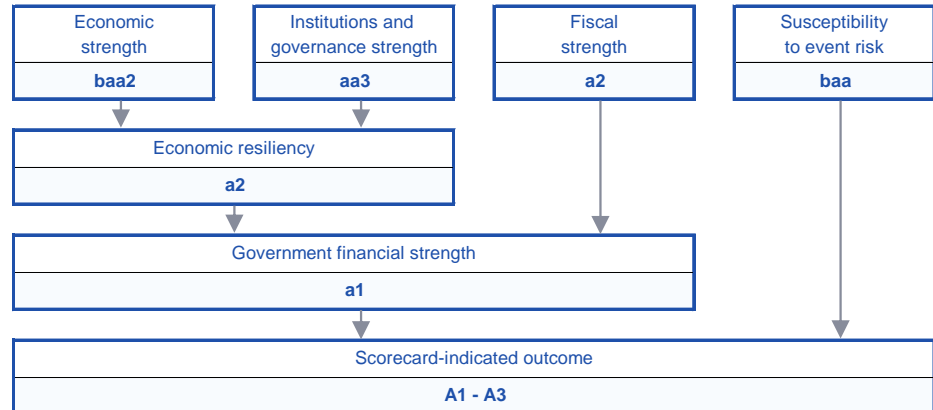 Economic
strength
baa2
Institutions and
governance strength
aa3
Fiscal
strength
a2
Susceptibility
to event risk
baa
Economic resiliency
a2
Government financial strength
a1
Scorecard-indicated outcome
A1 - A3